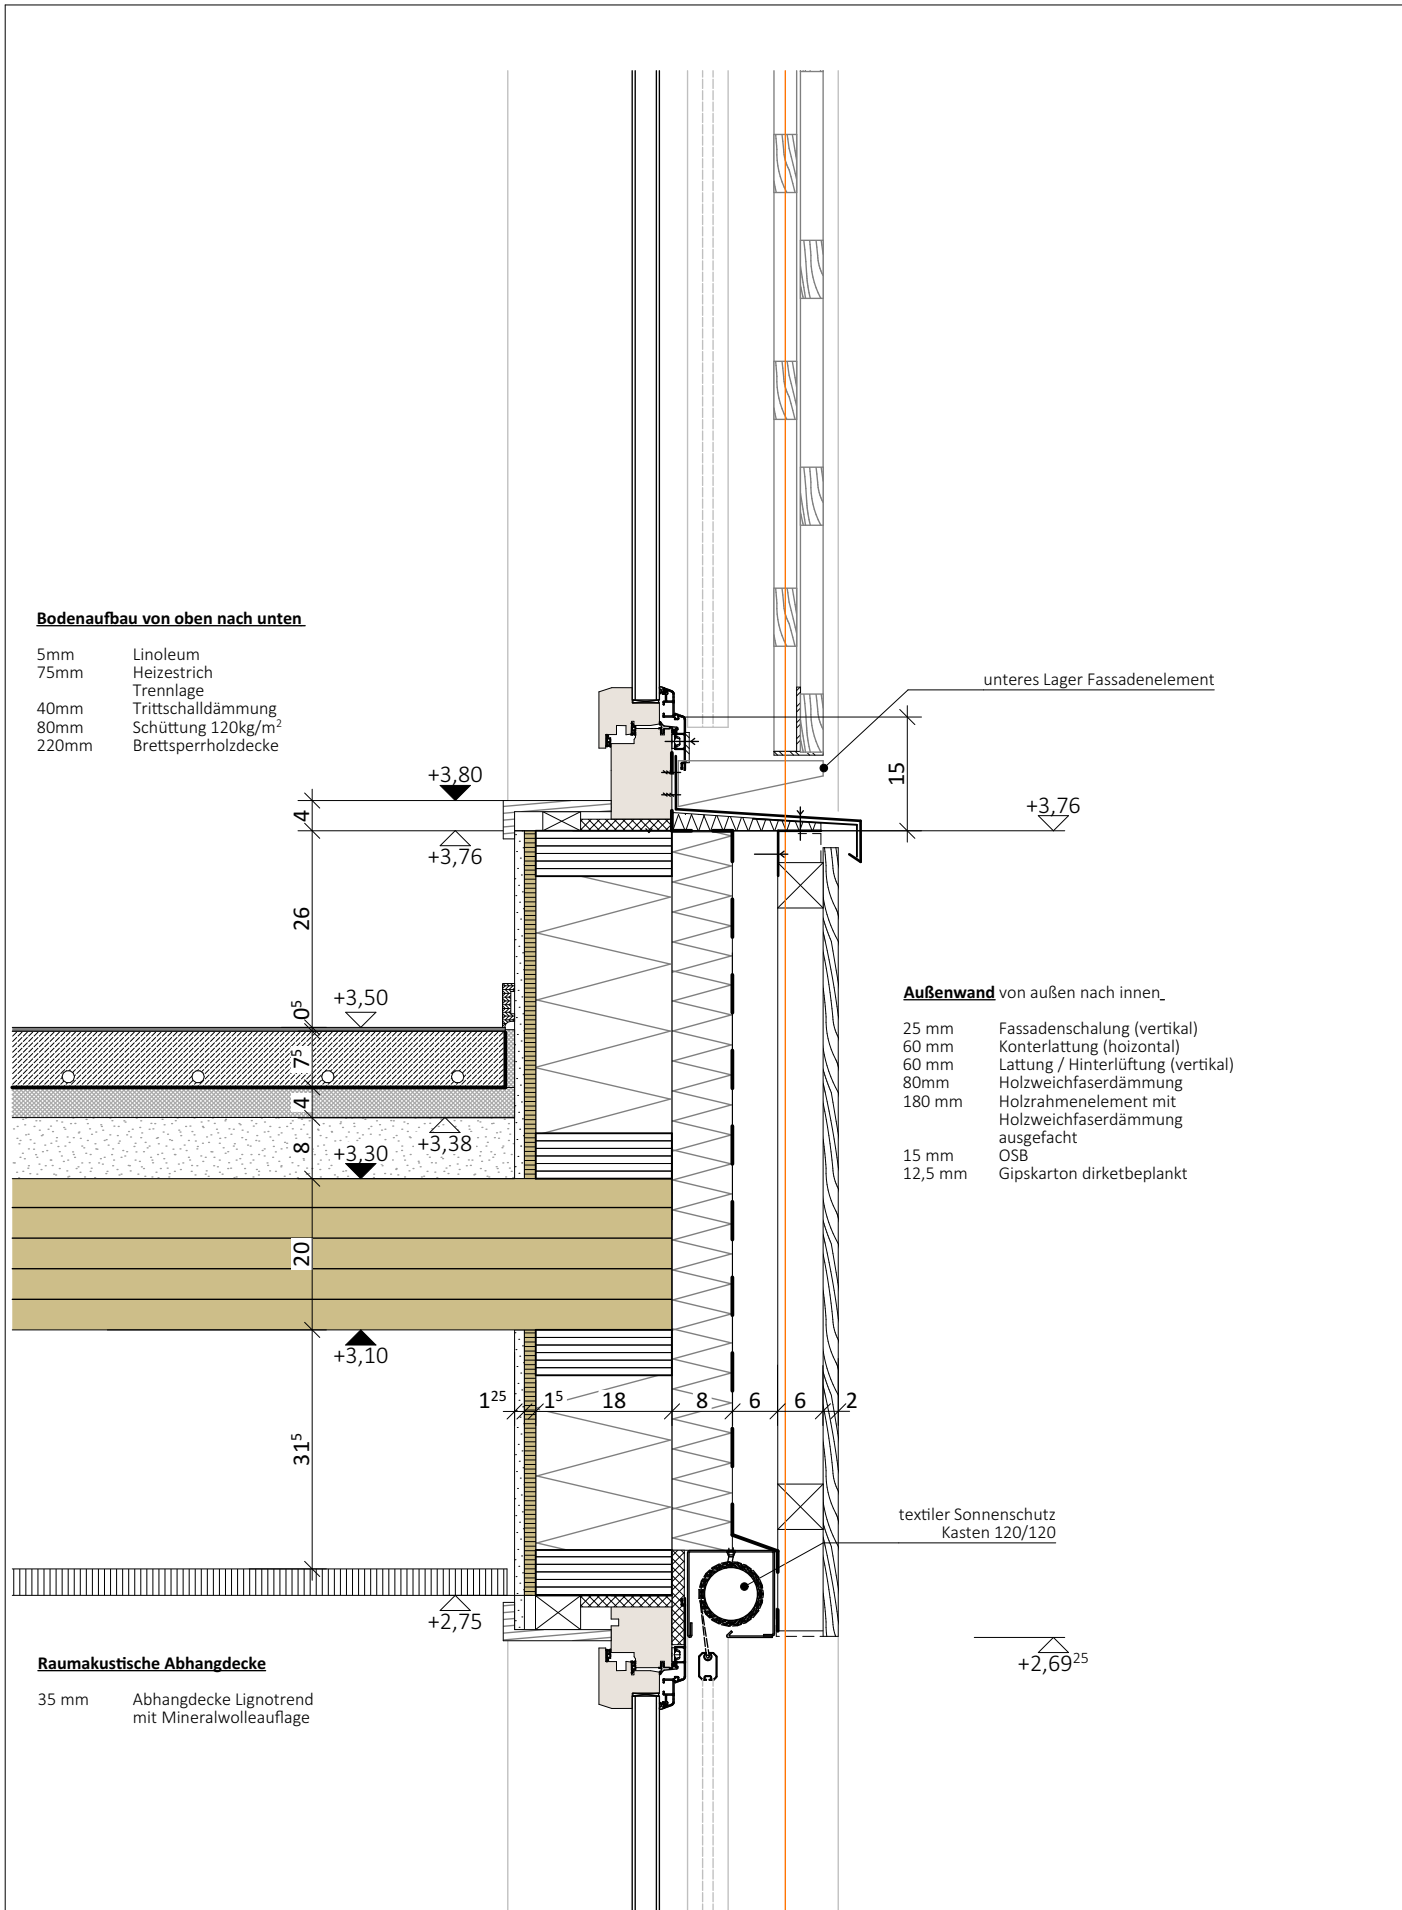 Bodenaufbau von oben nach unten
5mm Linoleum
75mm Heizestrich
Trennlage
40mm Trittschalldämmung
80mm Schüttung 120kg/m²
220mm Brettsperrholzdecke
unteres Lager Fassadenelement
15
+3,80
+3,76
4
+3,76
26
Außenwand von außen nach innen
25 mm Fassadenschalung (vertikal)
60 mm Konterlattung (hoizontal)
60 mm Lattung / Hinterlüftung (vertikal)
80mm Holzweichfaserdämmung
180 mm Holzrahmenelement mit
Holzweichfaserdämmung
ausgefacht
15 mm OSB
12,5 mm Gipskarton dirketbeplankt
+3,50
0⁵
7⁵
4
+3,38
8
+3,30
20
+3,10
1²⁵ 1⁵ 18 8 6 6 2
31⁵
textiler Sonnenschutz
Kasten 120/120
+2,75
+2,69²⁵
Raumakustische Abhangdecke
35 mm Abhangdecke Lignotrend
mit Mineralwolleauflage